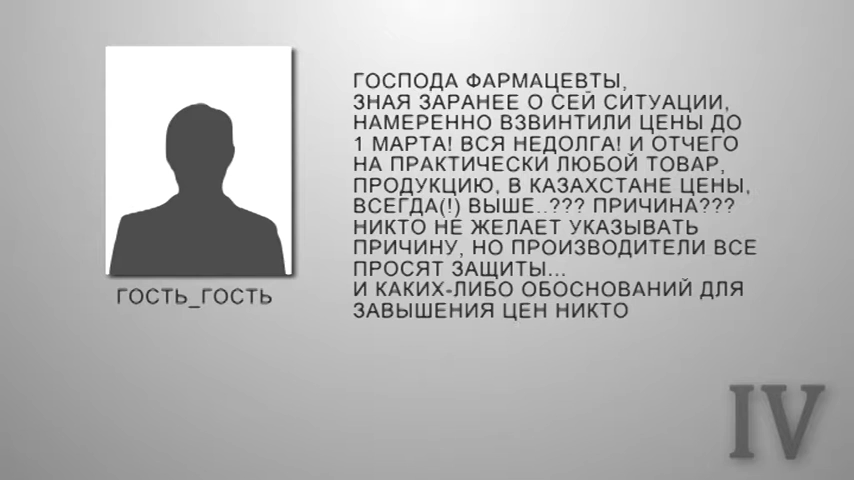 ГОСПОДА ФАРМАЦЕВТЫ,
ЗНАЯ ЗАРАНЕЕ О СЕЙ СИТУАЦИИ,
НАМЕРЕННО ВЗВИНТИЛИ ЦЕНЫ ДО
1 МАРТА! ВСЯ НЕДОЛГА! И ОТЧЕГО
НА ПРАКТИЧЕСКИ ЛЮБОЙ ТОВАР,
ПРОДУКЦИЮ, В КАЗАХСТАНЕ ЦЕНЫ,
ВСЕГДА(!) ВЫШЕ..??? ПРИЧИНА???
НИКТО НЕ ЖЕЛАЕТ УКАЗЫВАТЬ
ПРИЧИНУ, НО ПРОИЗВОДИТЕЛИ ВСЕ
ПРОСЯТ ЗАЩИТЫ...
И КАКИХ-ЛИБО ОБОСНОВАНИЙ ДЛЯ
ЗАВЫШЕНИЯ ЦЕН НИКТО
ГОСТЬ_ГОСТЬ
IV